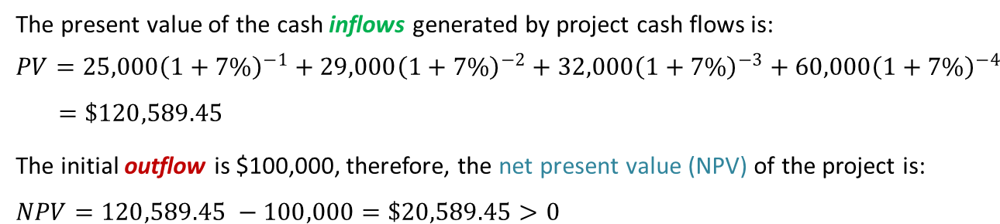 The present value of the cash inflows generated by project cash flows is:
PV = 25,000(1 + 7%)⁻¹ + 29,000(1 + 7%)⁻² + 32,000(1 + 7%)⁻³ + 60,000(1 + 7%)⁻⁴
= $120,589.45
The initial outflow is $100,000, therefore, the net present value (NPV) of the project is:
NPV = 120,589.45 − 100,000 = $20,589.45 > 0